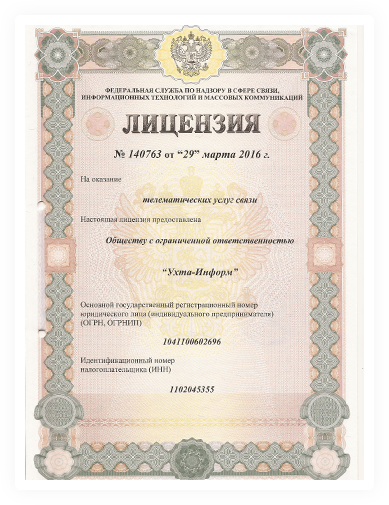 ФЕДЕРАЛЬНАЯ СЛУЖБА ПО НАДЗОРУ В СФЕРЕ СВЯЗИ,
ИНФОРМАЦИОННЫХ ТЕХНОЛОГИЙ И МАССОВЫХ КОММУНИКАЦИЙ
ЛИЦЕНЗИЯ
№ 140763 от “29” марта 2016 г.
На оказание
телематических услуг связи
Настоящая лицензия предоставлена
Обществу с ограниченной ответственностью
“Ухта-Информ”
Основной государственный регистрационный номер
юридического лица (индивидуального предпринимателя)
(ОГРН, ОГРНИП)
1041100602696
Идентификационный номер
налогоплательщика (ИНН)
1102045355